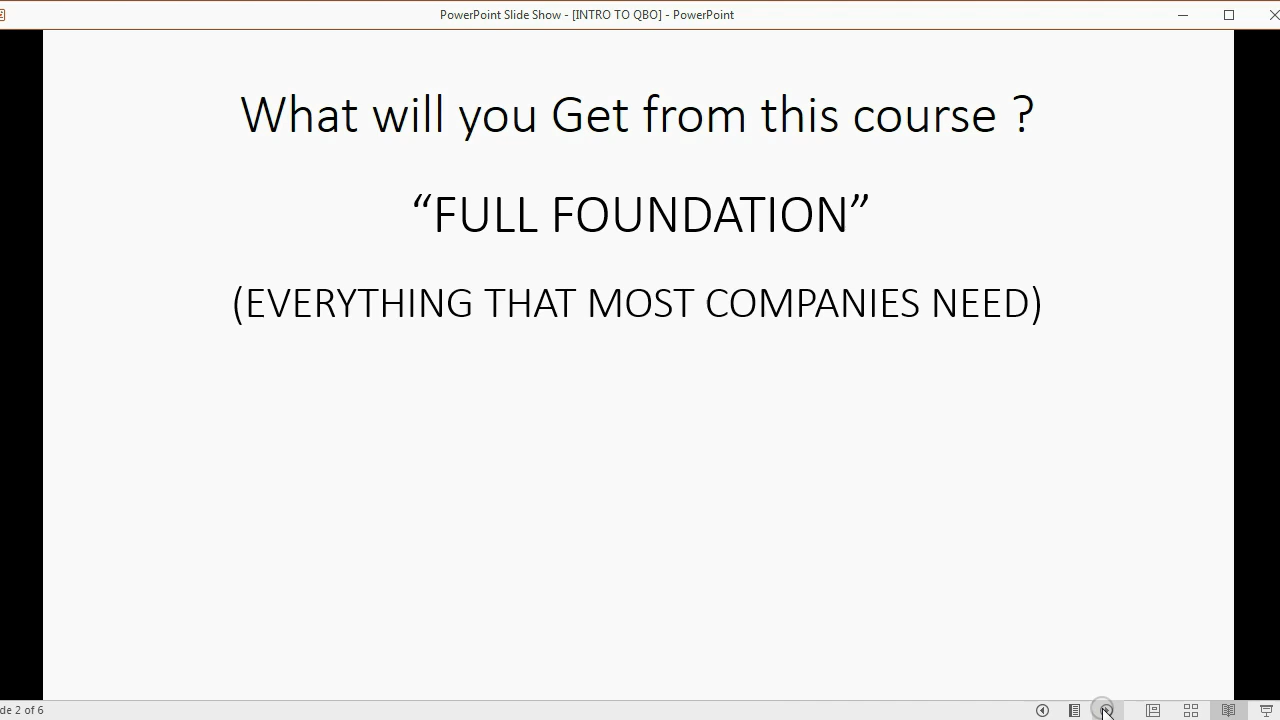 PowerPoint Slide Show - [INTRO TO QBO] - PowerPoint
What will you Get from this course ?
“FULL FOUNDATION”
(EVERYTHING THAT MOST COMPANIES NEED)
de 2 of 6